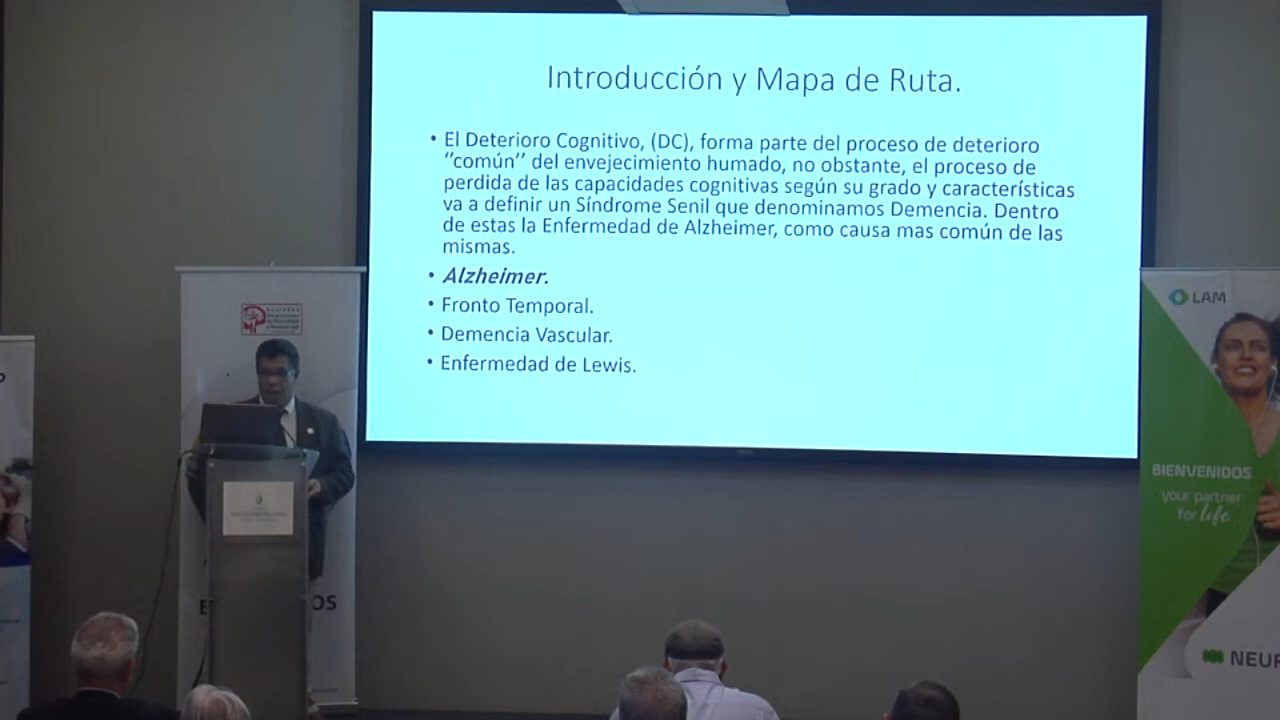 Introducción y Mapa de Ruta.
• El Deterioro Cognitivo, (DC), forma parte del proceso de deterioro
‘‘común’’ del envejecimiento humado, no obstante, el proceso de
perdida de las capacidades cognitivas según su grado y características
va a definir un Síndrome Senil que denominamos Demencia. Dentro
de estas la Enfermedad de Alzheimer, como causa mas común de las
mismas.
• Alzheimer.
• Fronto Temporal.
• Demencia Vascular.
• Enfermedad de Lewis.
LAM
BIENVENIDOS
your partner
for life
NEUR
OS